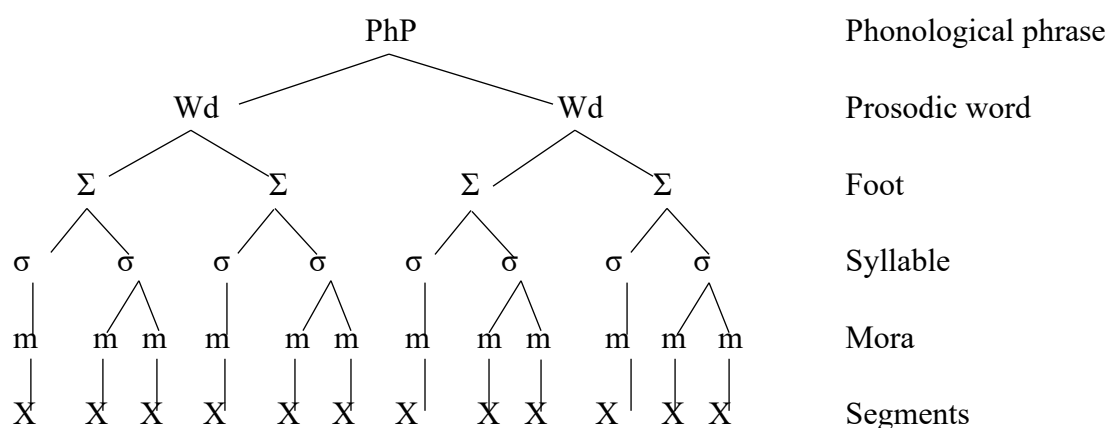 PhP Phonological phrase
Wd Wd Prosodic word
Σ Σ Σ Σ Foot
σ σ σ σ σ σ σ σ Syllable
m m m m m m m m m m m m Mora
X X X X X X X X X X X X Segments